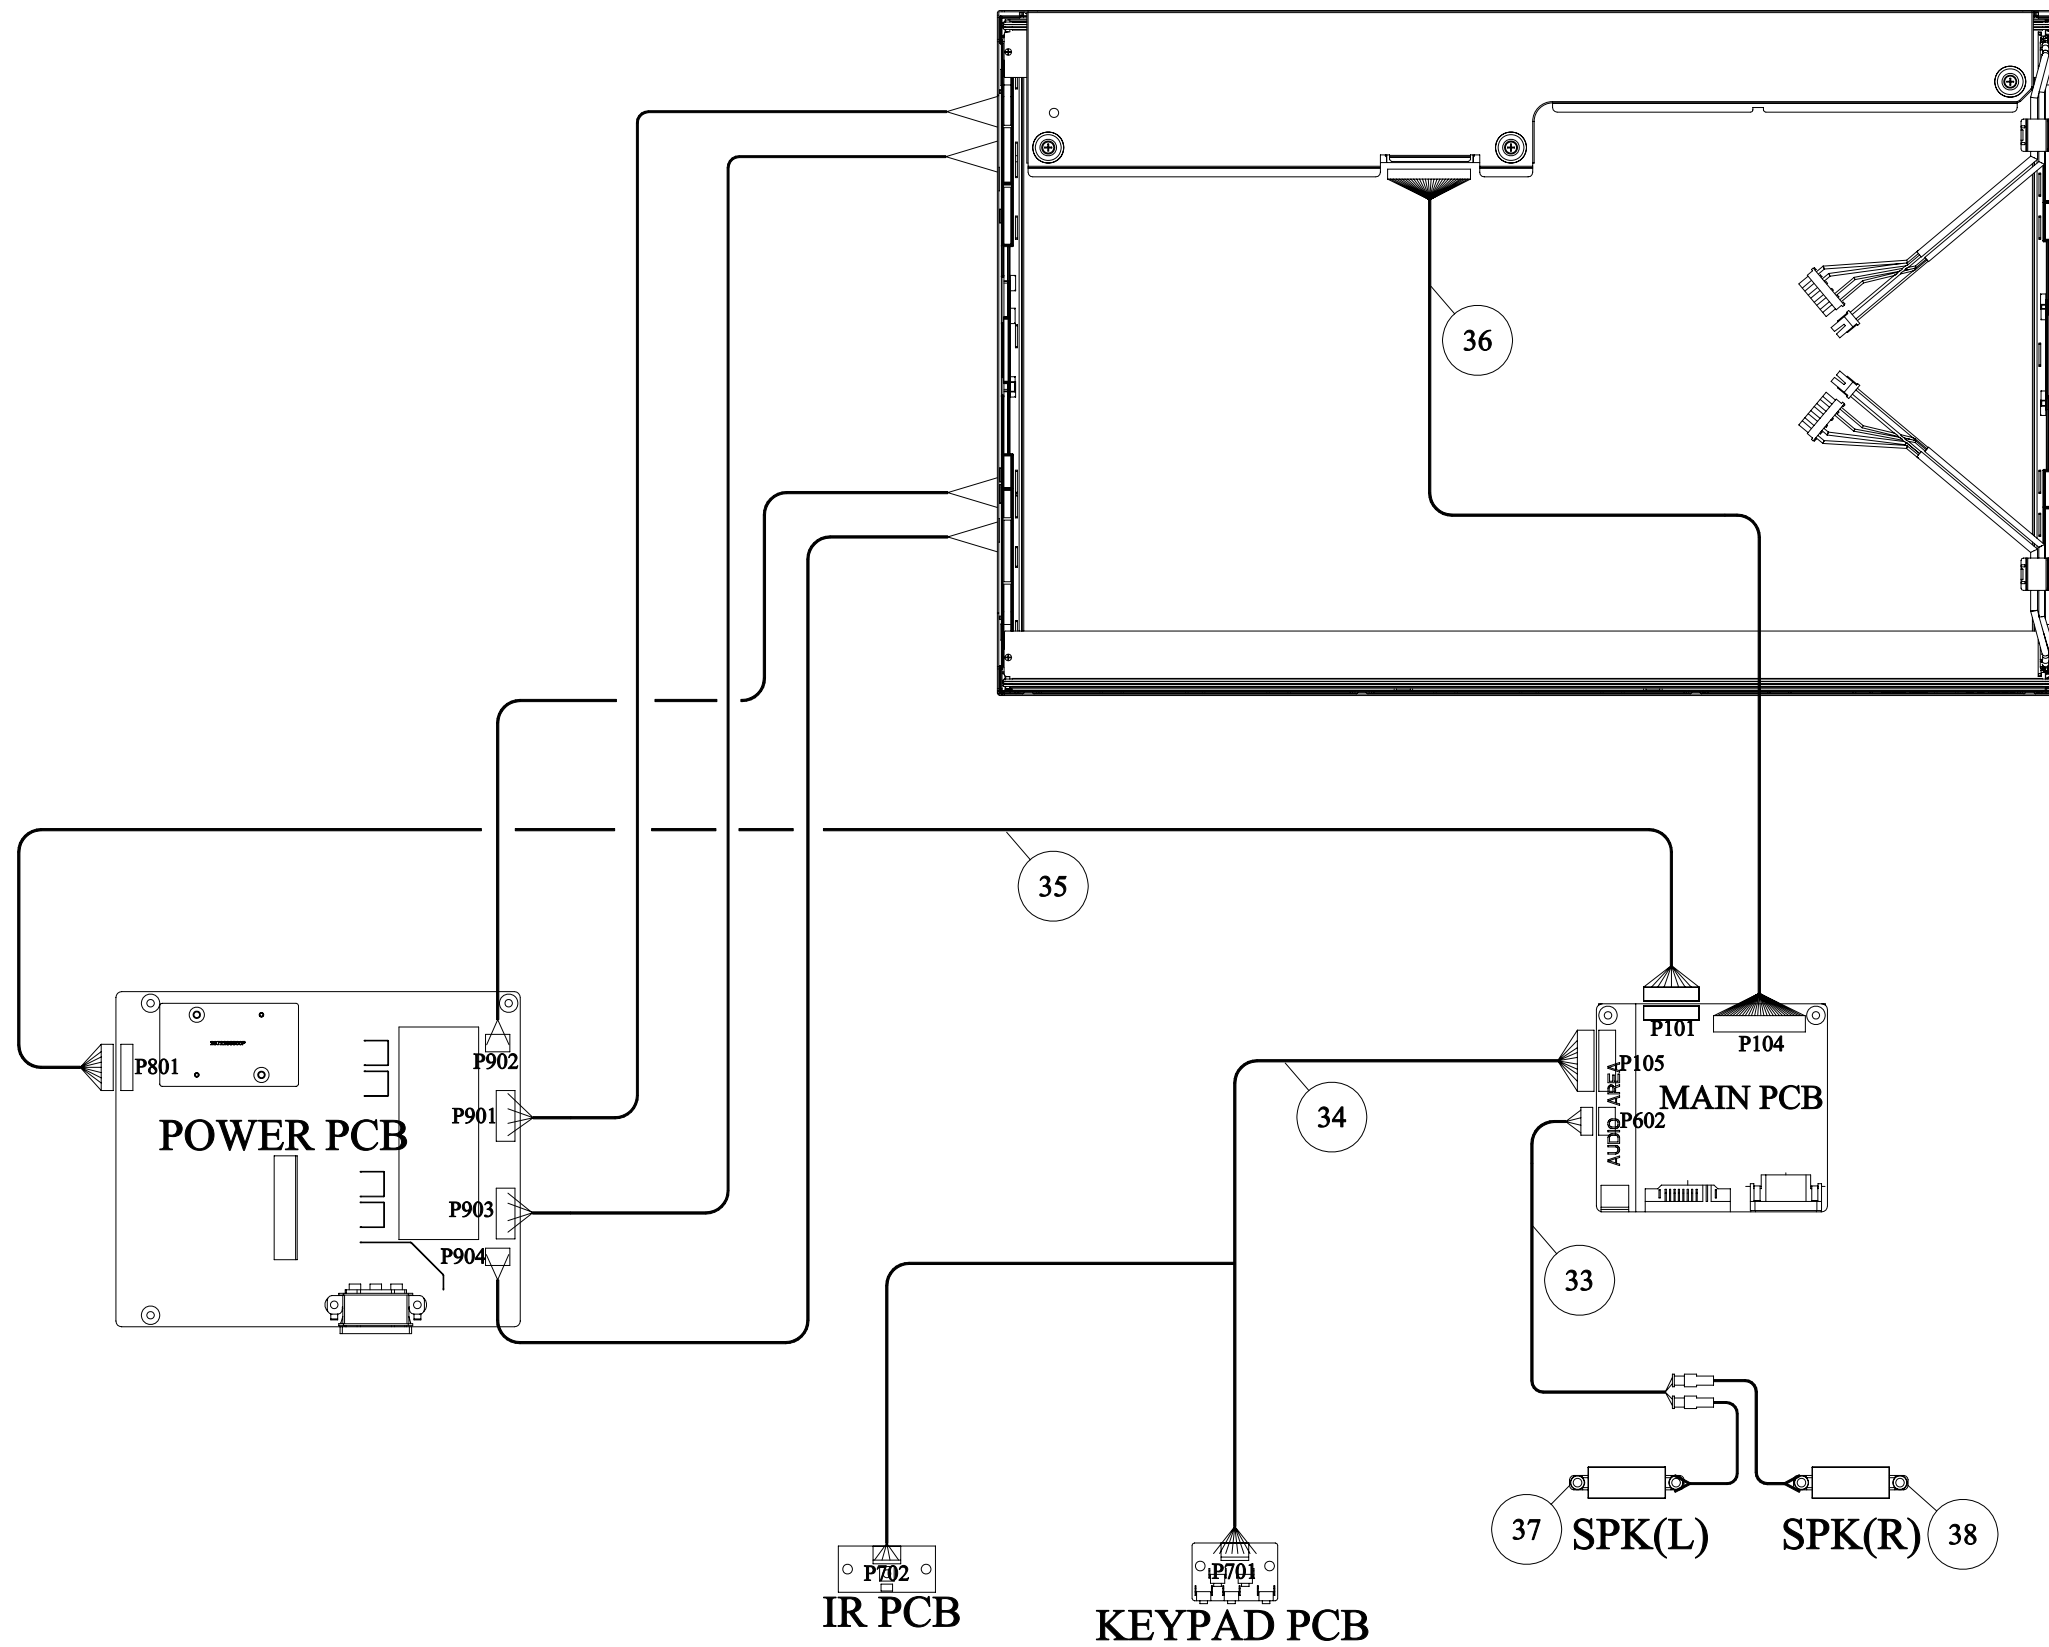 36
35
P801
P902
P901
POWER PCB
P903
P904
P101
P104
P105
MAIN PCB
P602
AUDIO AREA
34
33
37
SPK(L)
SPK(R)
38
P702
IR PCB
P701
KEYPAD PCB